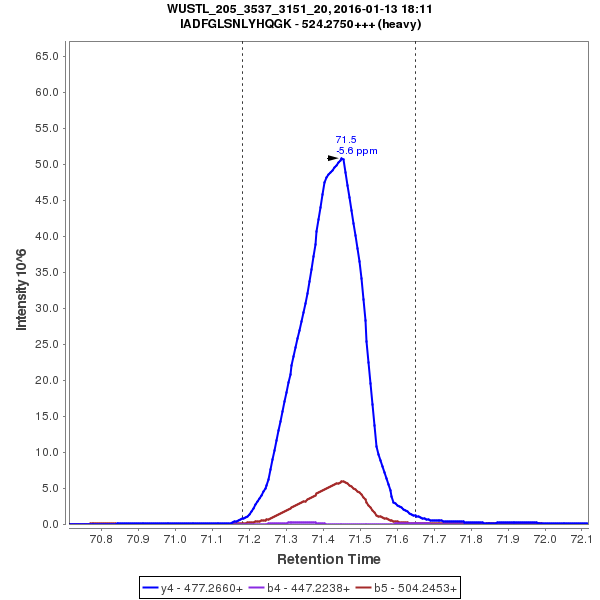 WUSTL_205_3537_3151_20, 2016-01-13 18:11
IADFGLSNLYHQGK - 524.2750+++ (heavy)
65.0
60.0
55.0
50.0
45.0
40.0
35.0
30.0
25.0
20.0
15.0
10.0
5.0
0.0
Intensity 10^6
71.5
-5.6 ppm
70.8 70.9 71.0 71.1 71.2 71.3 71.4 71.5 71.6 71.7 71.8 71.9 72.0 72.1
Retention Time
y4 - 477.2660+ b4 - 447.2238+ b5 - 504.2453+